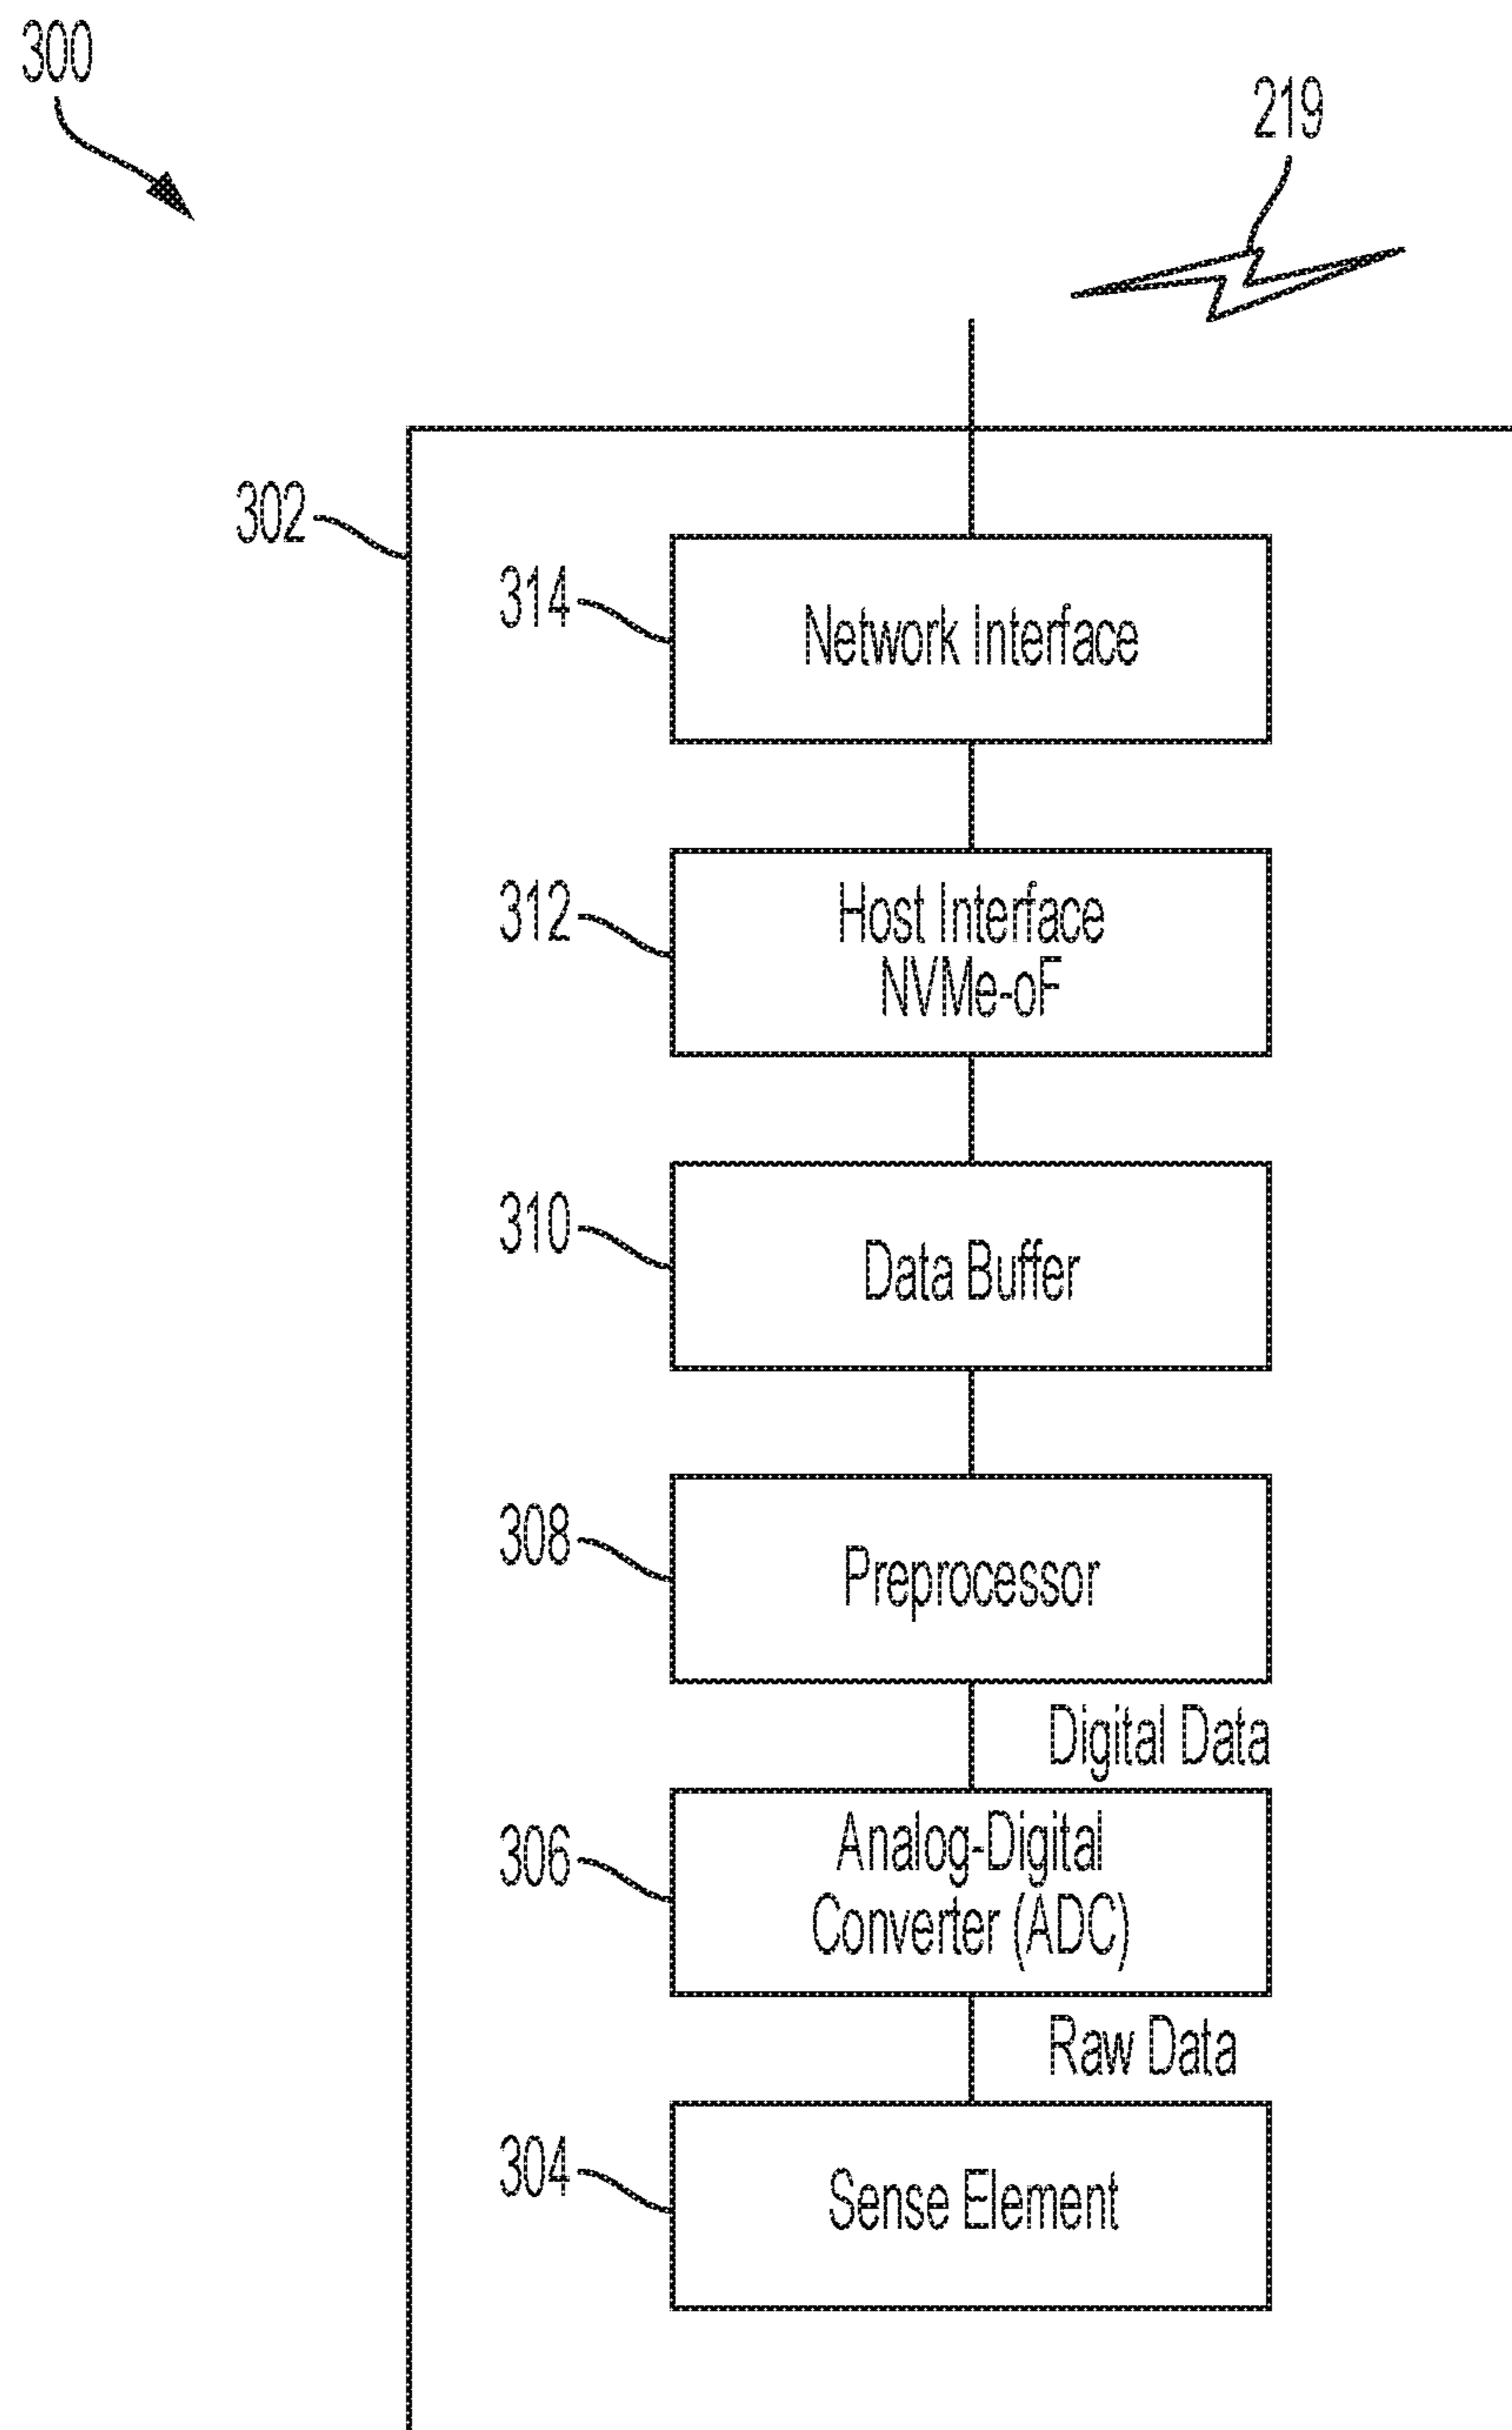 300
219
302
314
Network Interface
312
Host Interface
NVMe-oF
310
Data Buffer
308
Preprocessor
Digital Data
306
Analog-Digital
Converter (ADC)
Raw Data
304
Sense Element